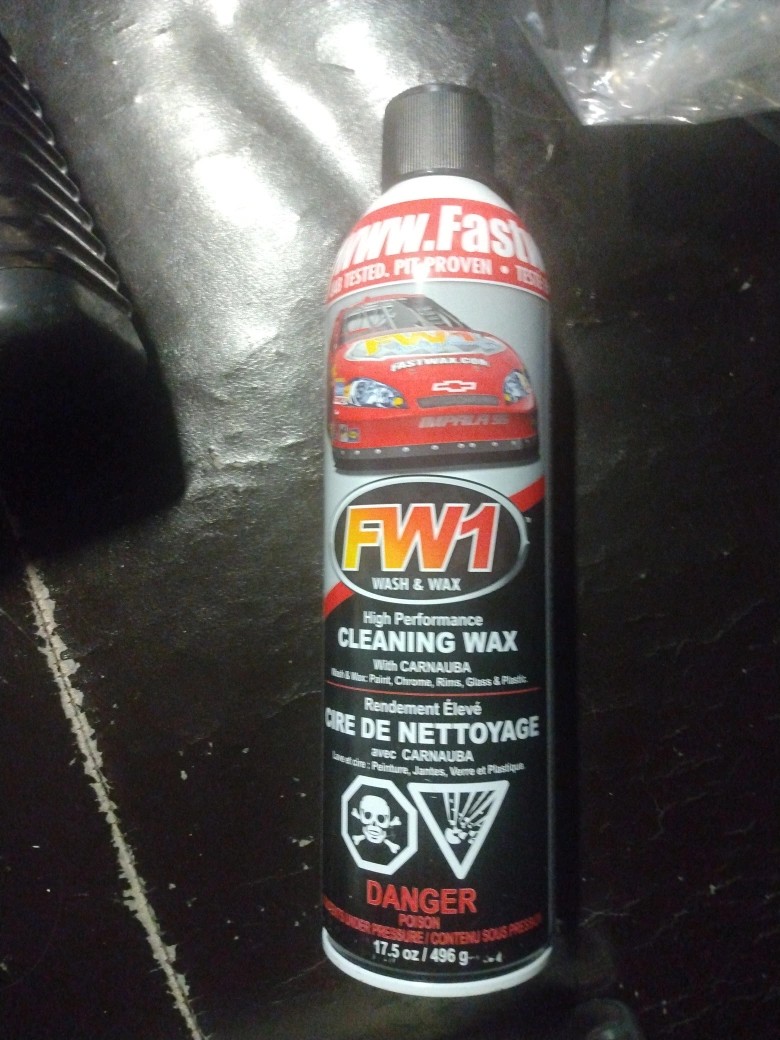 www.Fast
TESTED, PIT PROVEN •
FW1
FASTWAX.COM
IMPALA SS
FW1
WASH & WAX
High Performance
CLEANING WAX
With CARNAUBA
Wash & Wax: Paint, Chrome, Rims, Glass & Plastic
Rendement Élevé
CIRE DE NETTOYAGE
avec CARNAUBA
Lave et cire : Peinture, Jantes, Verre et Plastique
DANGER
POISON
UNDER PRESSURE / CONTENU SOUS PRESSION
17.5 oz / 496 g